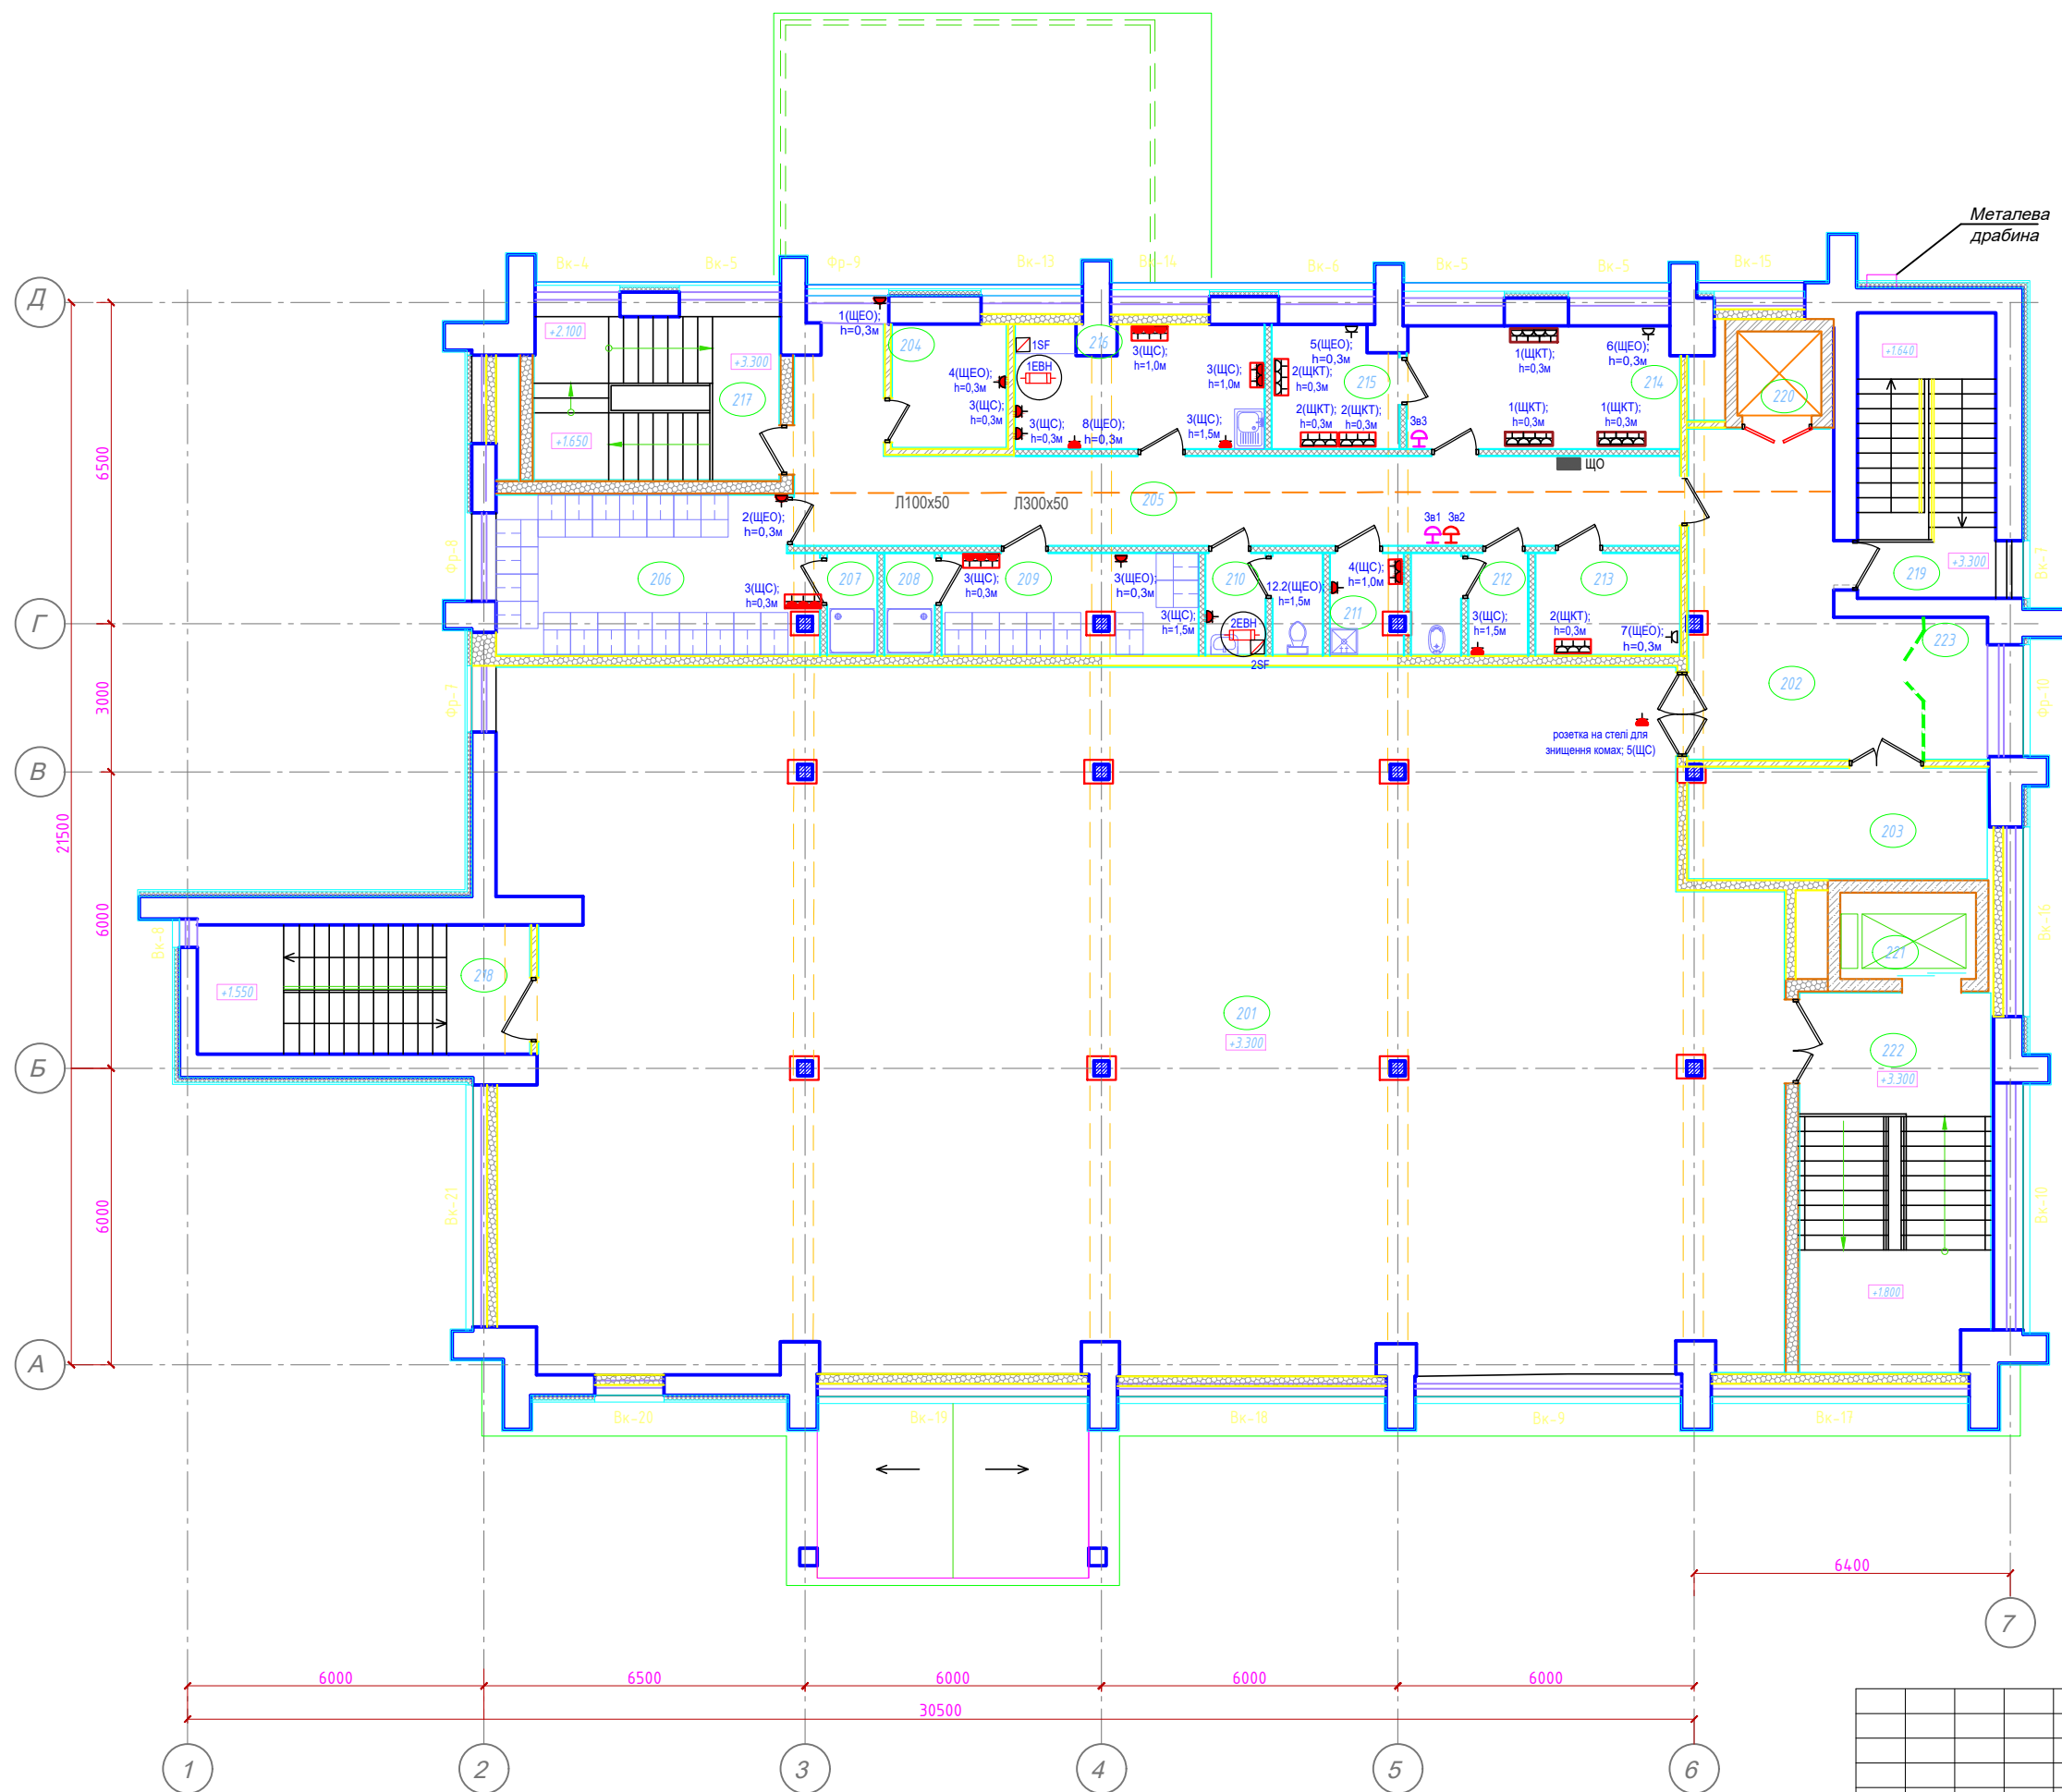 Металева
драбина
Вк-4
Вк-5
Фр-9
Вк-13
Вк-14
Вк-6
Вк-5
Вк-5
Вк-15
Д
1(ЩЕО);
h=0,3м
+2.100
+3.300
217
+1.650
204
4(ЩЕО);
h=0,3м
3(ЩС);
h=0,3м
1SF
1ЕВН
216
3(ЩС);
h=1,0м
3(ЩС);
h=0,3м
8(ЩЕО);
h=0,3м
3(ЩС);
h=1,5м
3(ЩС);
h=1,0м
5(ЩЕО);
h=0,3м
2(ЩКТ);
h=0,3м
215
2(ЩКТ);
h=0,3м
2(ЩКТ);
h=0,3м
Зв3
1(ЩКТ);
h=0,3м
6(ЩЕО);
h=0,3м
214
1(ЩКТ);
h=0,3м
1(ЩКТ);
h=0,3м
ЩО
220
+1.640
219
+3.300
Вк-7
6500
2(ЩЕО);
h=0,3м
Л100х50
Л300х50
205
Зв1
Зв2
Фр-8
206
3(ЩС);
h=0,3м
207
208
3(ЩС);
h=0,3м
209
3(ЩЕО);
h=0,3м
3(ЩС);
h=1,5м
210
2ЕВН
2SF
12.2(ЩЕО);
h=1,5м
211
4(ЩС);
h=1,0м
3(ЩС);
h=1,5м
212
2(ЩКТ);
h=0,3м
213
7(ЩЕО);
h=0,3м
Г
223
202
Фр-10
Фр-7
3000
розетка на стелі для
знищення комах; 5(ЩС)
В
21500
203
6000
Вк-8
218
+1.550
221
Вк-16
201
+3.300
222
+3.300
Б
6000
Вк-21
Вк-10
+1.800
А
Вк-20
Вк-19
Вк-18
Вк-9
Вк-17
6400
7
6000
6500
6000
6000
6000
30500
1
2
3
4
5
6